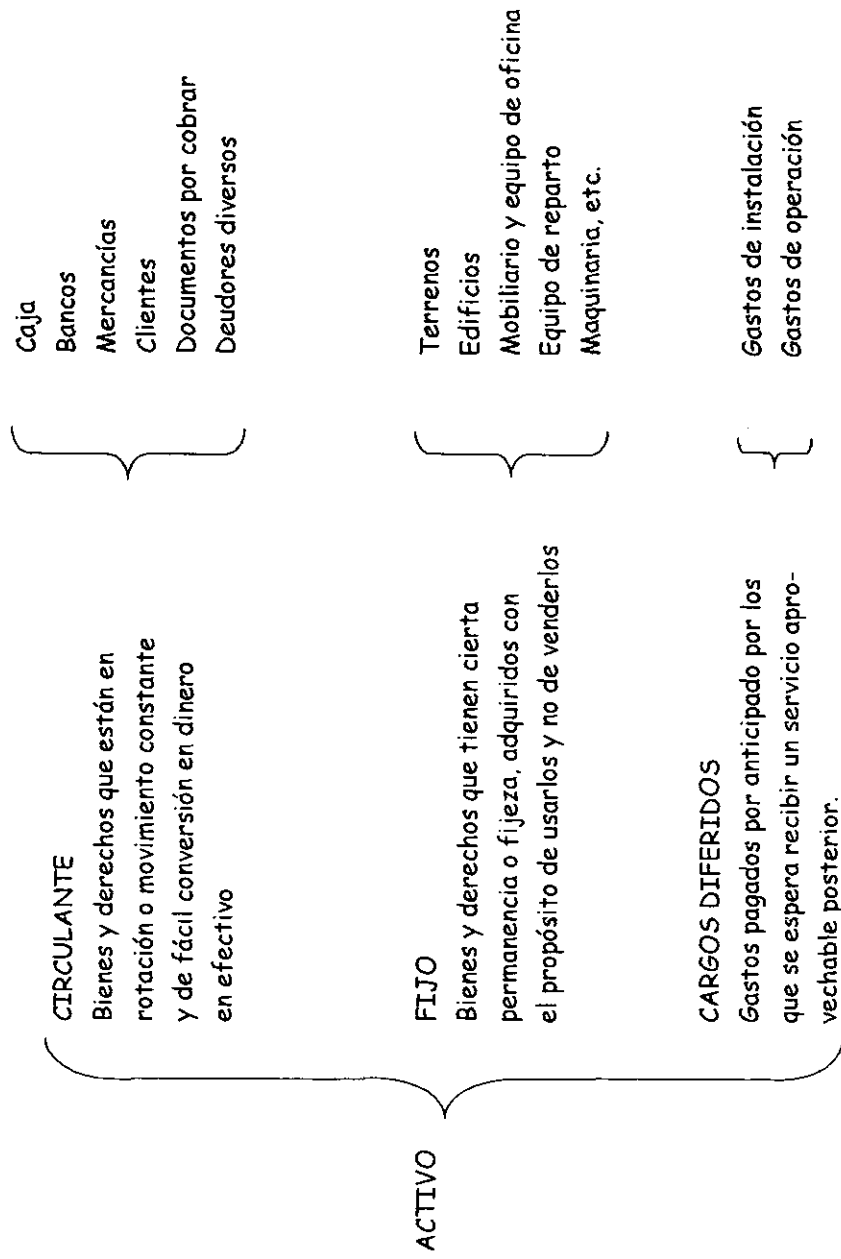 ACTIVO
CIRCULANTE
Bienes y derechos que están en
rotación o movimiento constante
y de fácil conversión en dinero
en efectivo
Caja
Bancos
Mercancías
Clientes
Documentos por cobrar
Deudores diversos
FIJO
Bienes y derechos que tienen cierta
permanencia o fijeza, adquiridos con
el propósito de usarlos y no de venderlos
Terrenos
Edificios
Mobiliario y equipo de oficina
Equipo de reparto
Maquinaria, etc.
CARGOS DIFERIDOS
Gastos pagados por anticipado por los
que se espera recibir un servicio apro-
vechable posterior.
Gastos de instalación
Gastos de operación